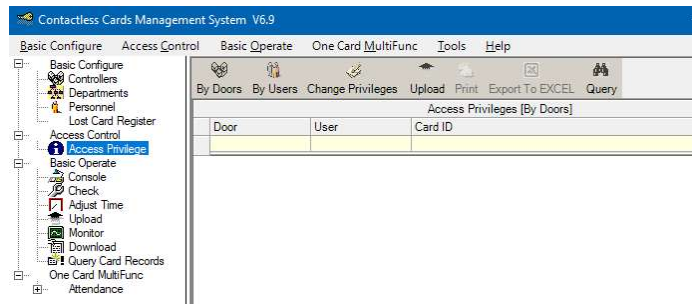 Contactless Cards Management System V6.9
Basic Configure Access Control Basic Operate One Card MultiFunc Tools Help
Basic Configure
Controllers
Departments
Personnel
Lost Card Register
Access Control
Access Privilege
Basic Operate
Console
Check
Adjust Time
Upload
Monitor
Download
Query Card Records
One Card MultiFunc
Attendance
By Doors By Users Change Privileges Upload Print Export To EXCEL Query
Access Privileges [By Doors]
Door User Card ID